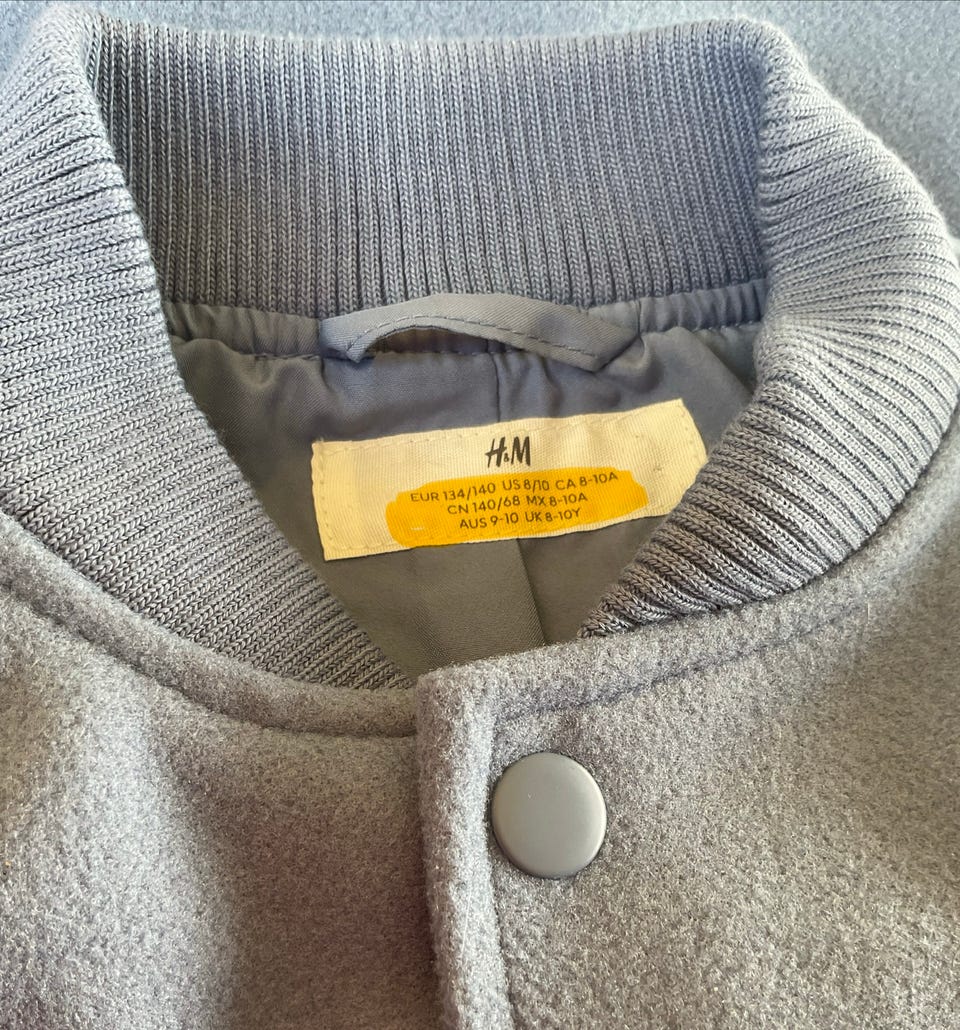 H&M
EUR 134/140 US 8/10 CA 8-10A
CN 140/68 MX 8-10A
AUS 9-10 UK 8-10Y